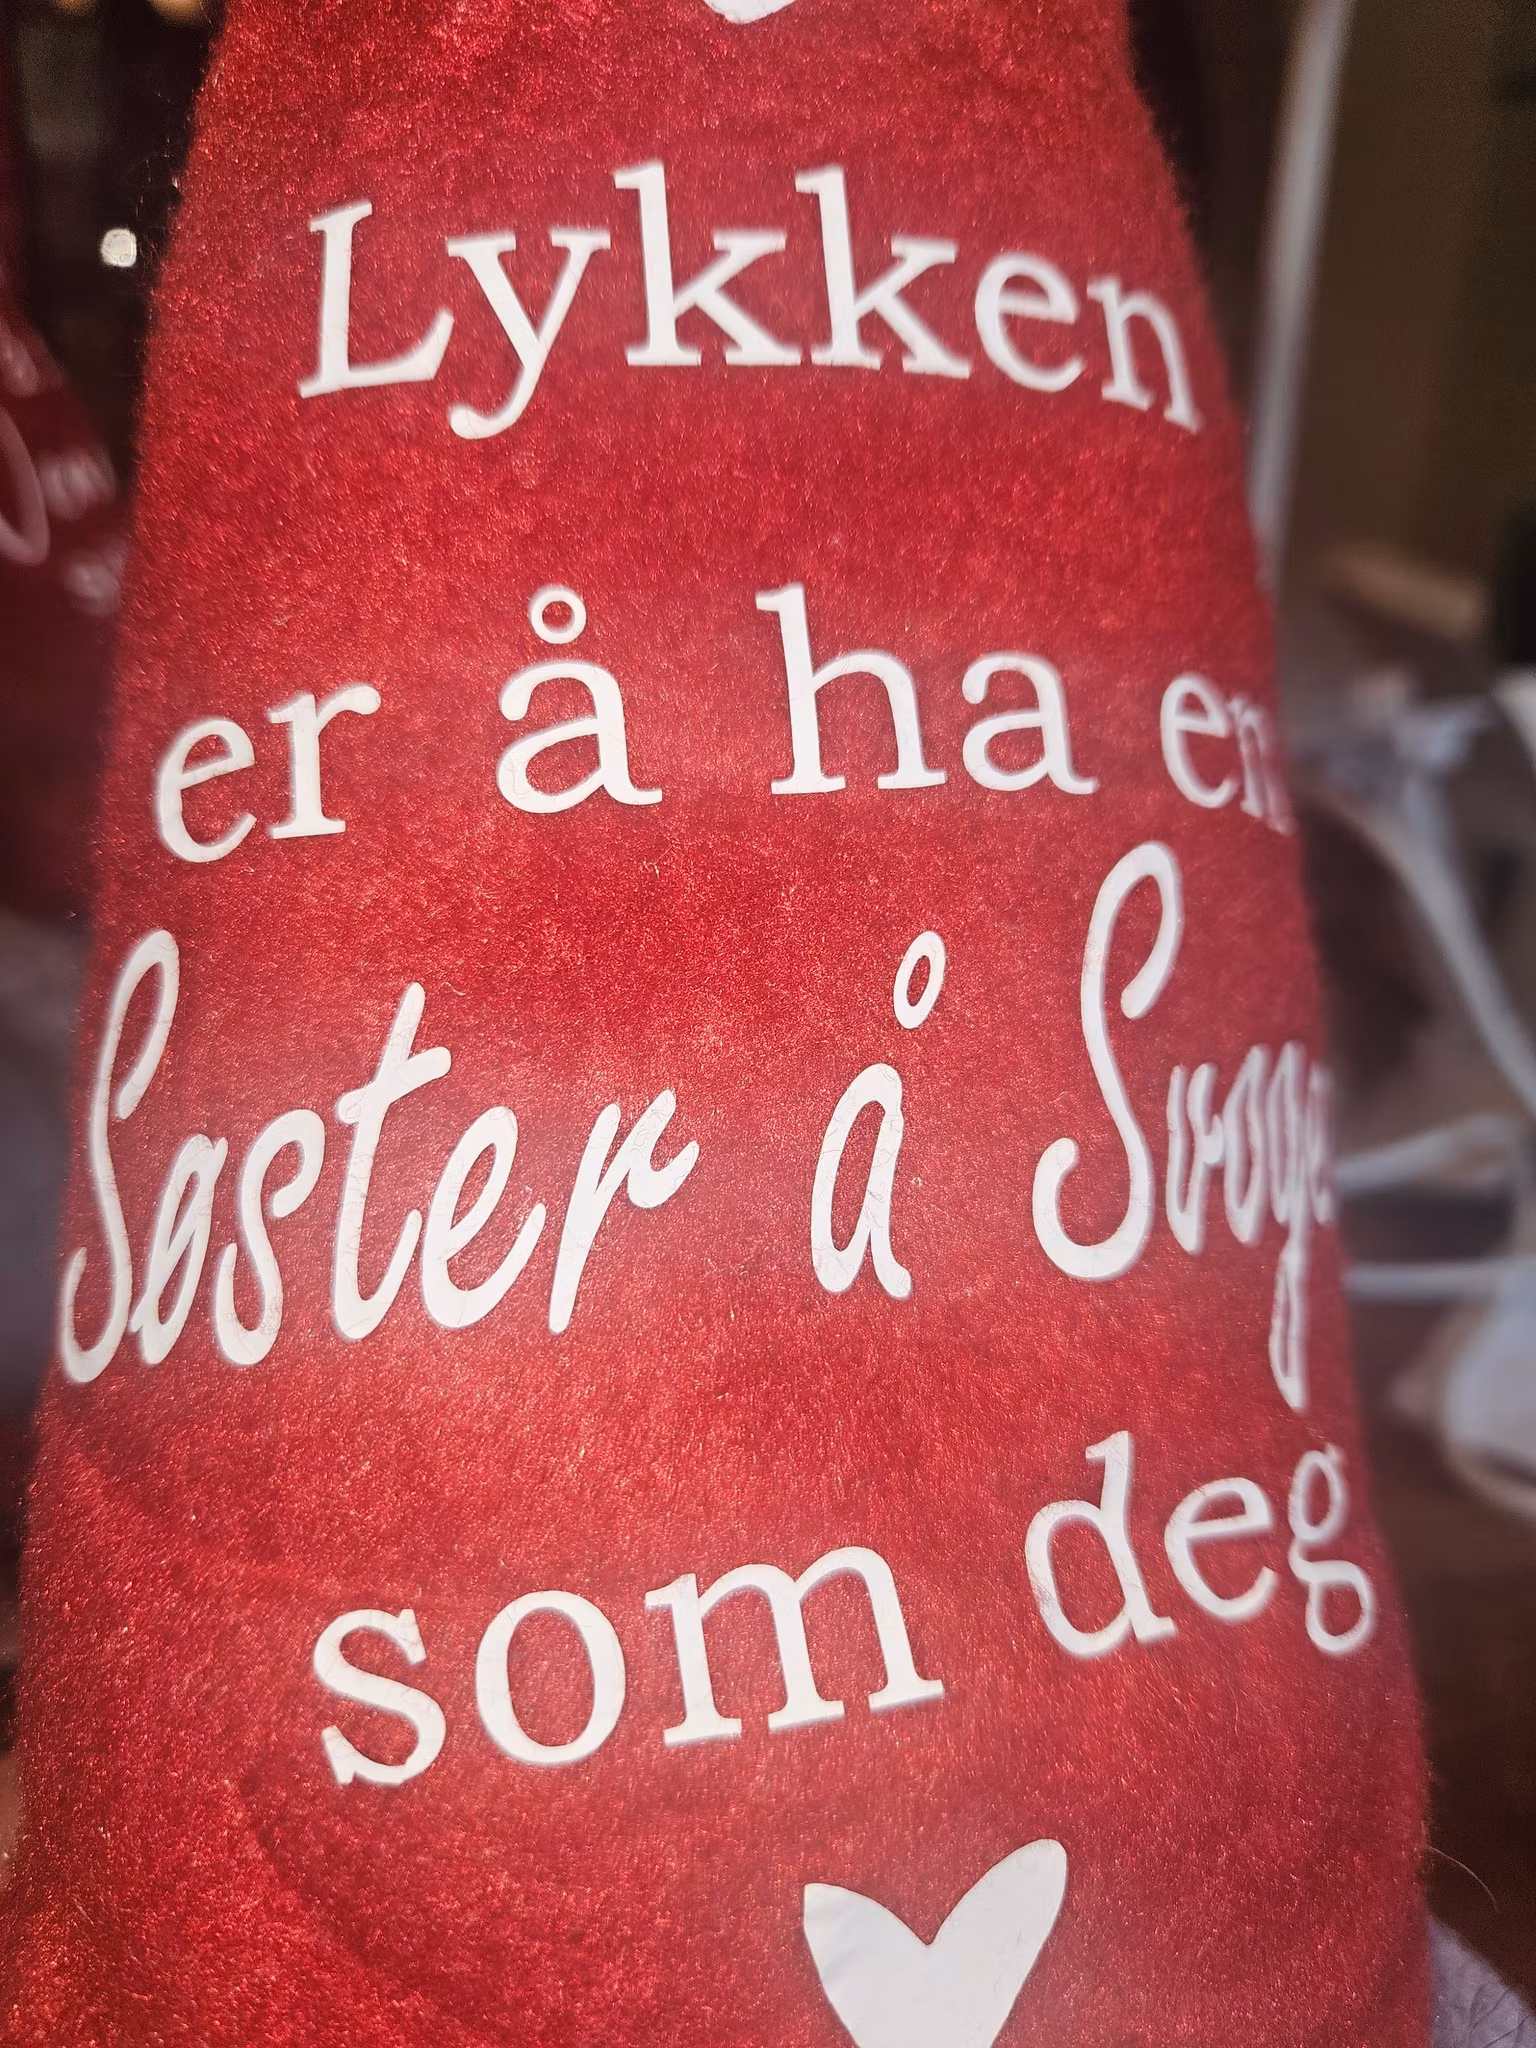 Lykken
er å ha en
Søster å
som deg